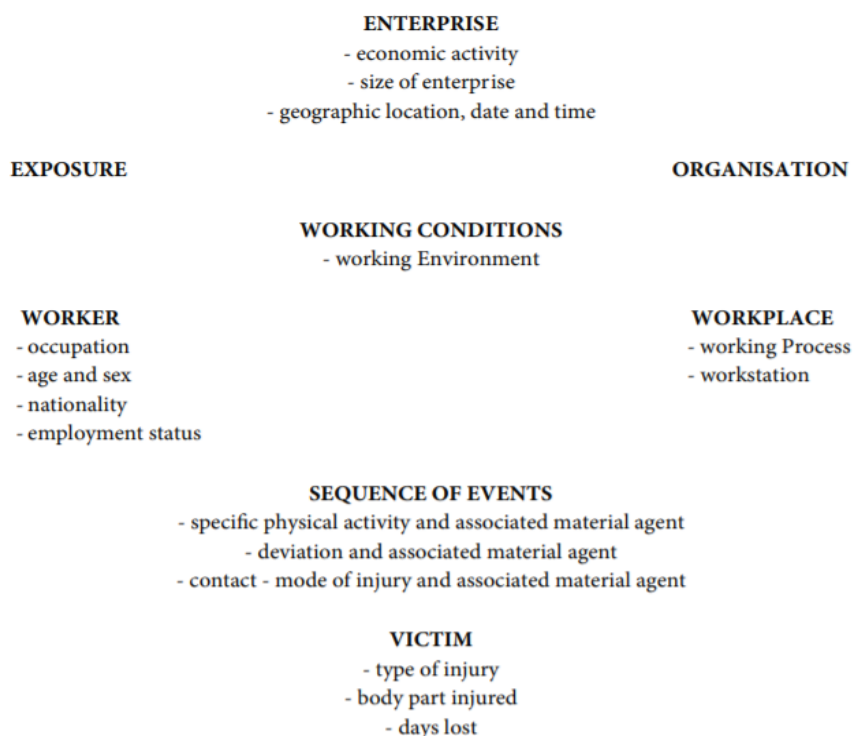 ENTERPRISE
- economic activity
- size of enterprise
- geographic location, date and time
EXPOSURE
ORGANISATION
WORKING CONDITIONS
- working Environment
WORKER
- occupation
- age and sex
- nationality
- employment status
WORKPLACE
- working Process
- workstation
SEQUENCE OF EVENTS
- specific physical activity and associated material agent
- deviation and associated material agent
- contact - mode of injury and associated material agent
VICTIM
- type of injury
- body part injured
- days lost